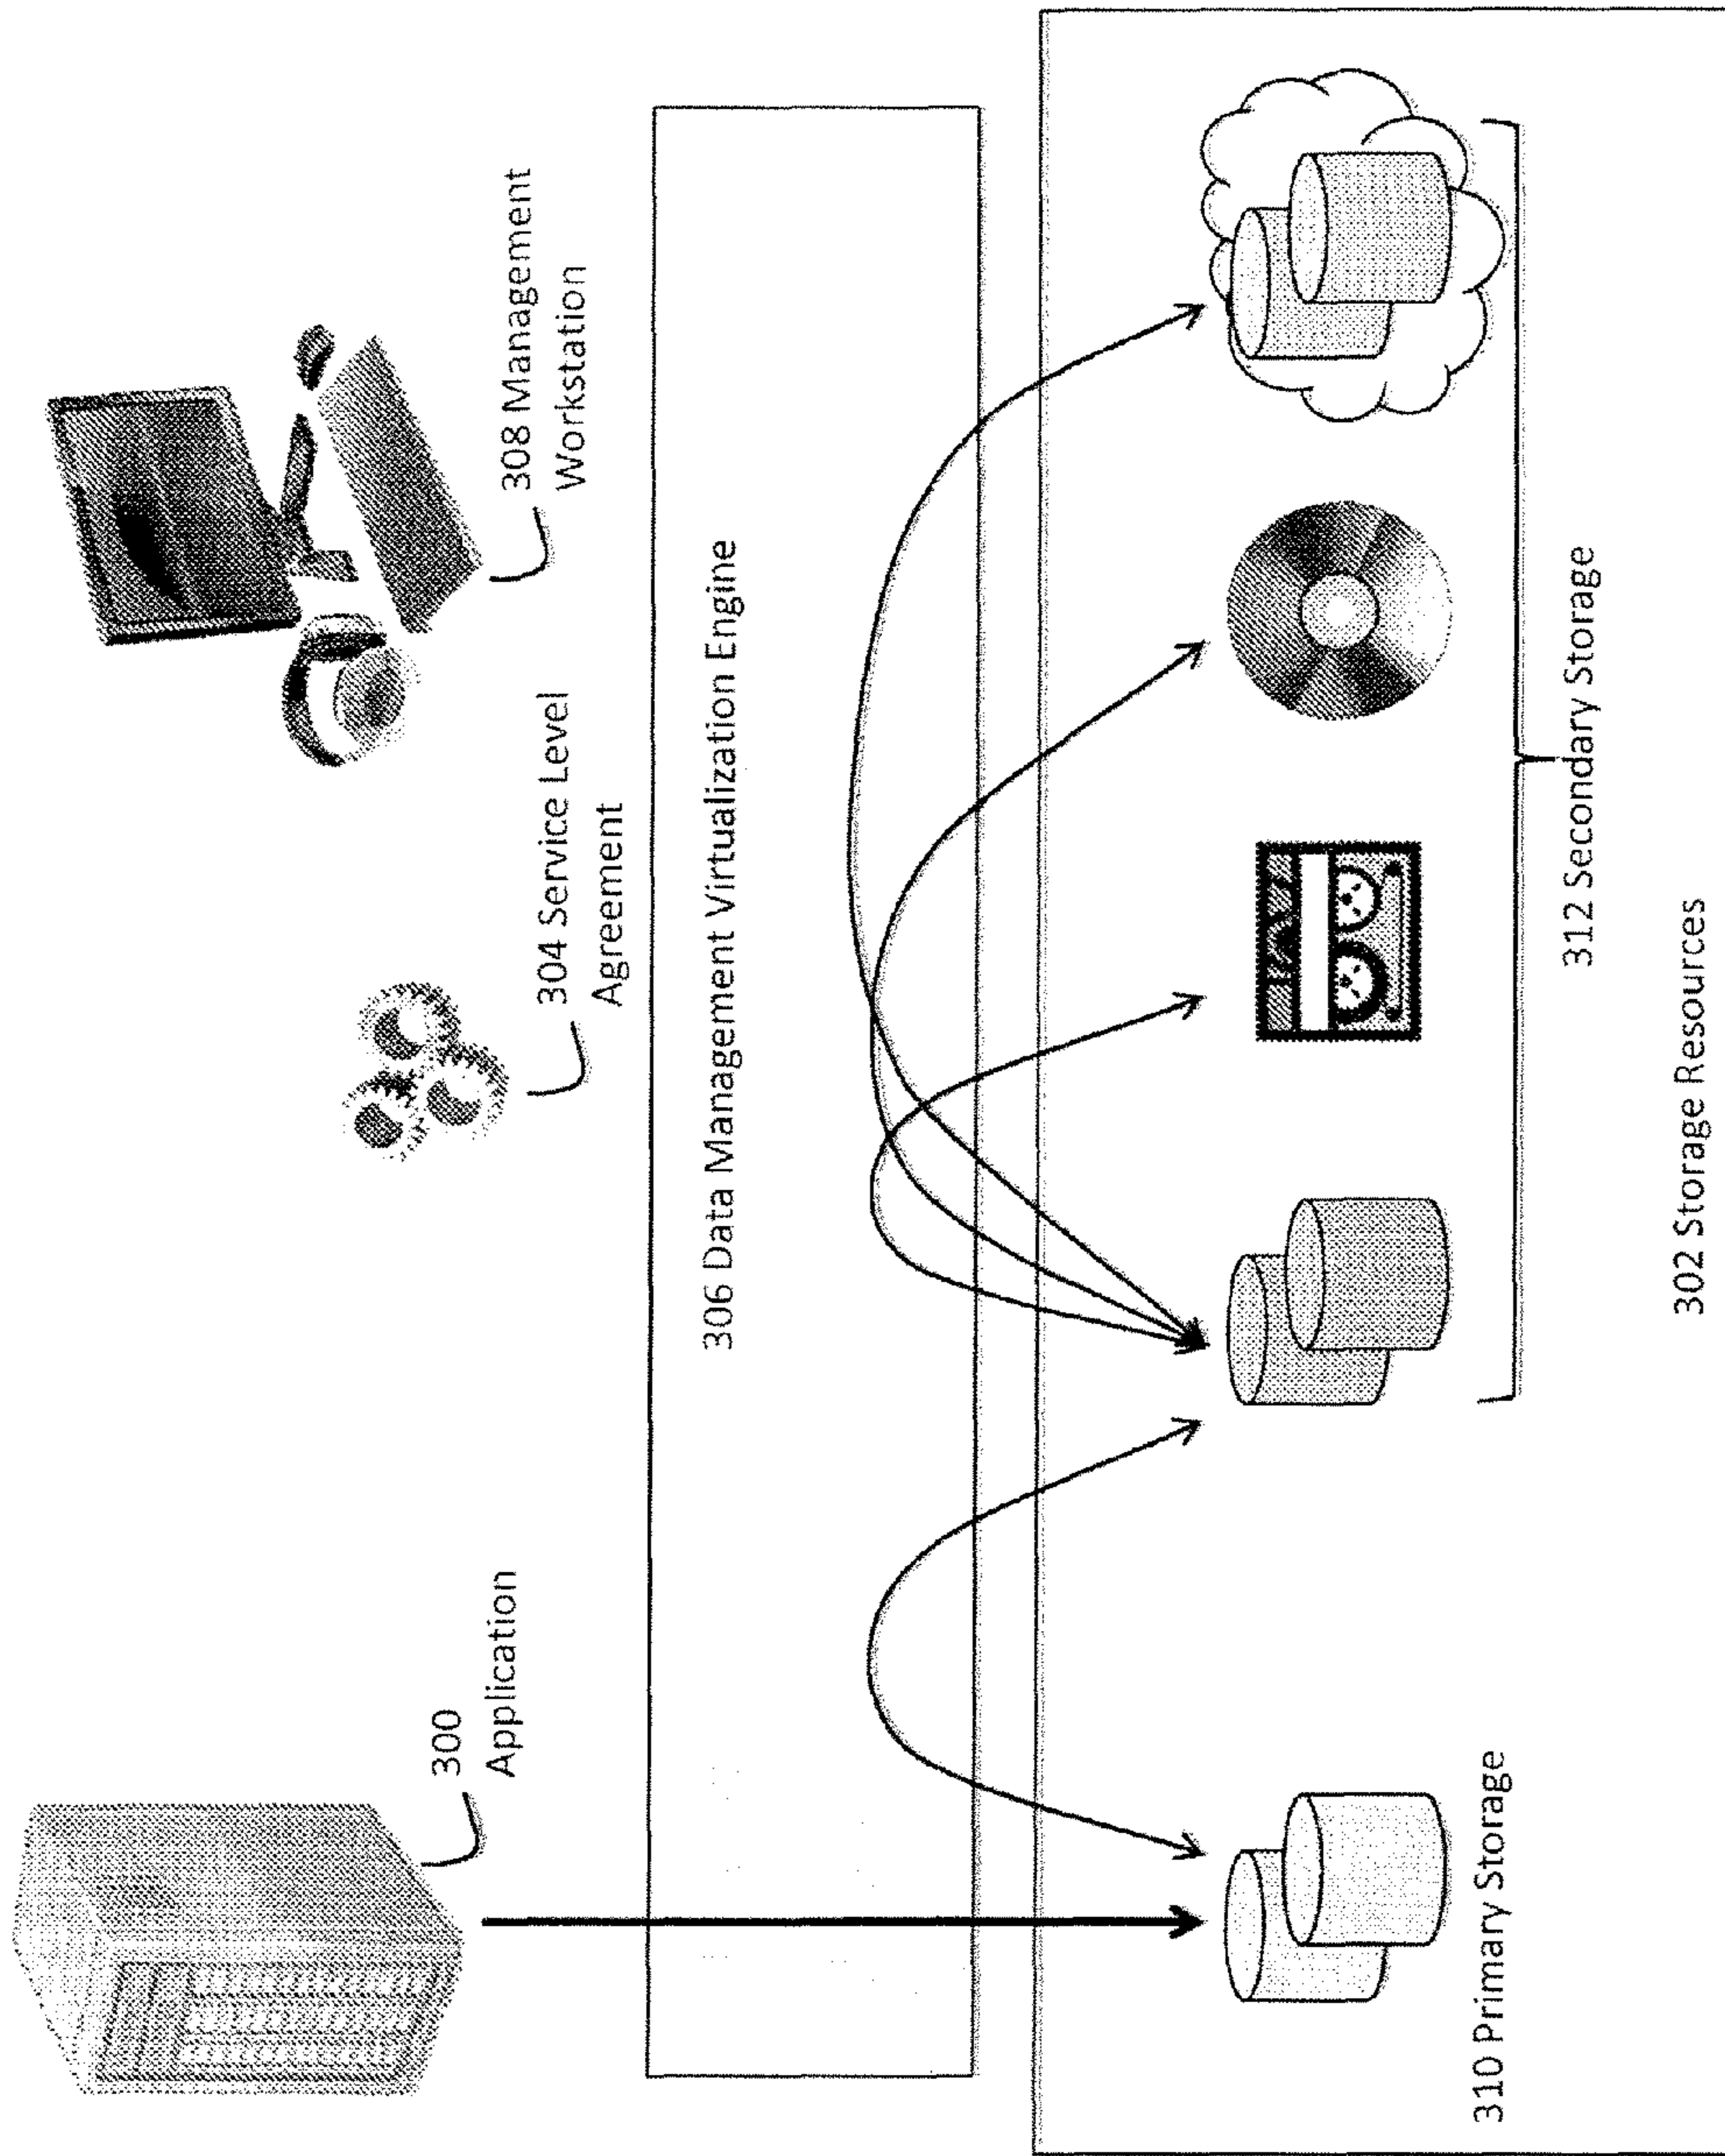 300
Application
304 Service Level
Agreement
308 Management
Workstation
306 Data Management Virtualization Engine
310 Primary Storage
312 Secondary Storage
302 Storage Resources